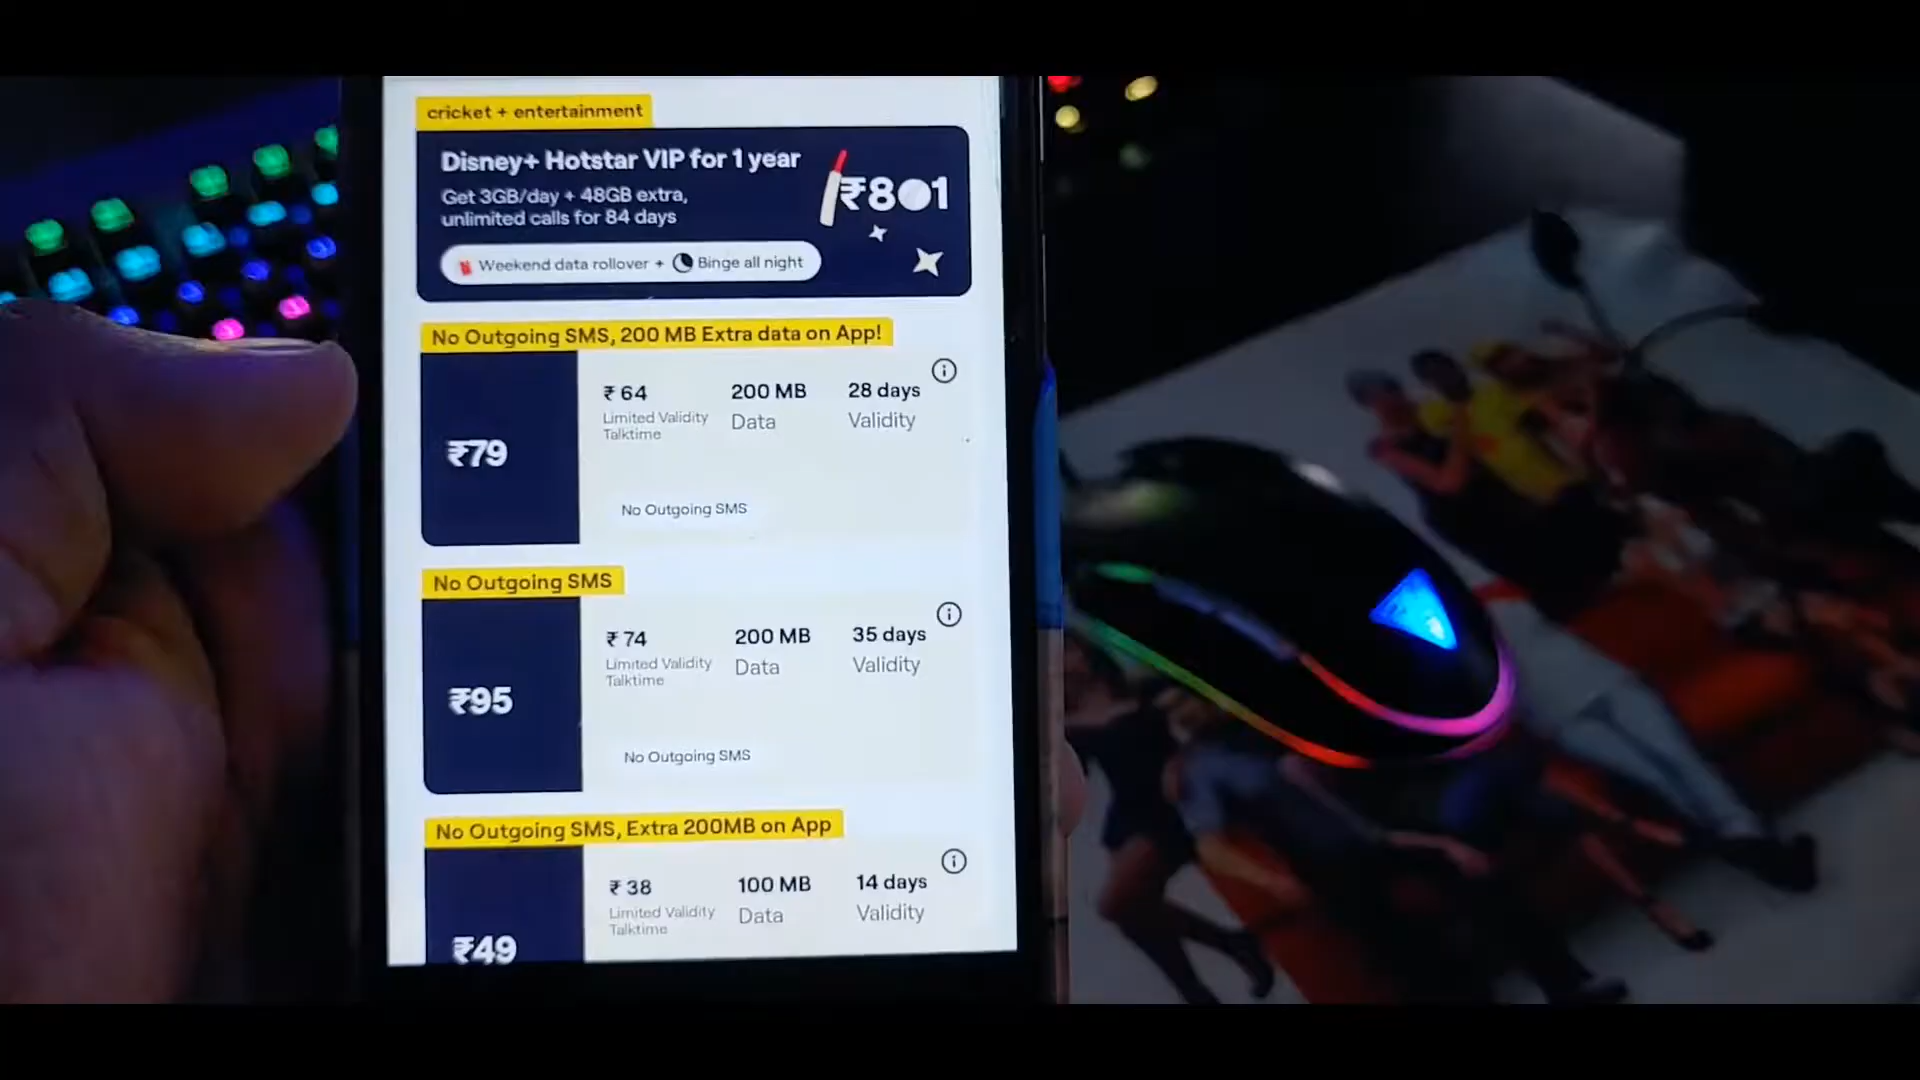 cricket + entertainment
Disney+ Hotstar VIP for 1 year
Get 3GB/day + 48GB extra,
unlimited calls for 84 days
₹801
Weekend data rollover + Binge all night
No Outgoing SMS, 200 MB Extra data on App!
₹79
₹ 64 200 MB 28 days
Limited Validity Data Validity
Talktime
No Outgoing SMS
No Outgoing SMS
₹95
₹ 74 200 MB 35 days
Limited Validity Data Validity
Talktime
No Outgoing SMS
No Outgoing SMS, Extra 200MB on App
₹49
₹ 38 100 MB 14 days
Limited Validity Data Validity
Talktime